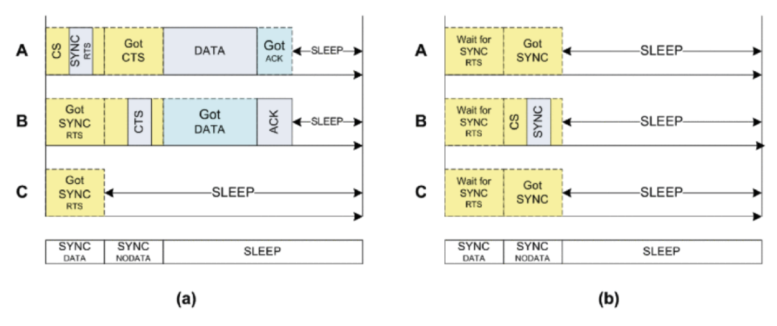 A
CS
SYNC
RTS
Got
CTS
DATA
Got
ACK
SLEEP
B
Got
SYNC
RTS
CTS
Got
DATA
ACK
SLEEP
C
Got
SYNC
RTS
SLEEP
SYNC
DATA
SYNC
NODATA
SLEEP
(a)
A
Wait for
SYNC
RTS
Got
SYNC
SLEEP
B
Wait for
SYNC
RTS
CS
SYNC
SLEEP
C
Wait for
SYNC
RTS
Got
SYNC
SLEEP
SYNC
DATA
SYNC
NODATA
SLEEP
(b)